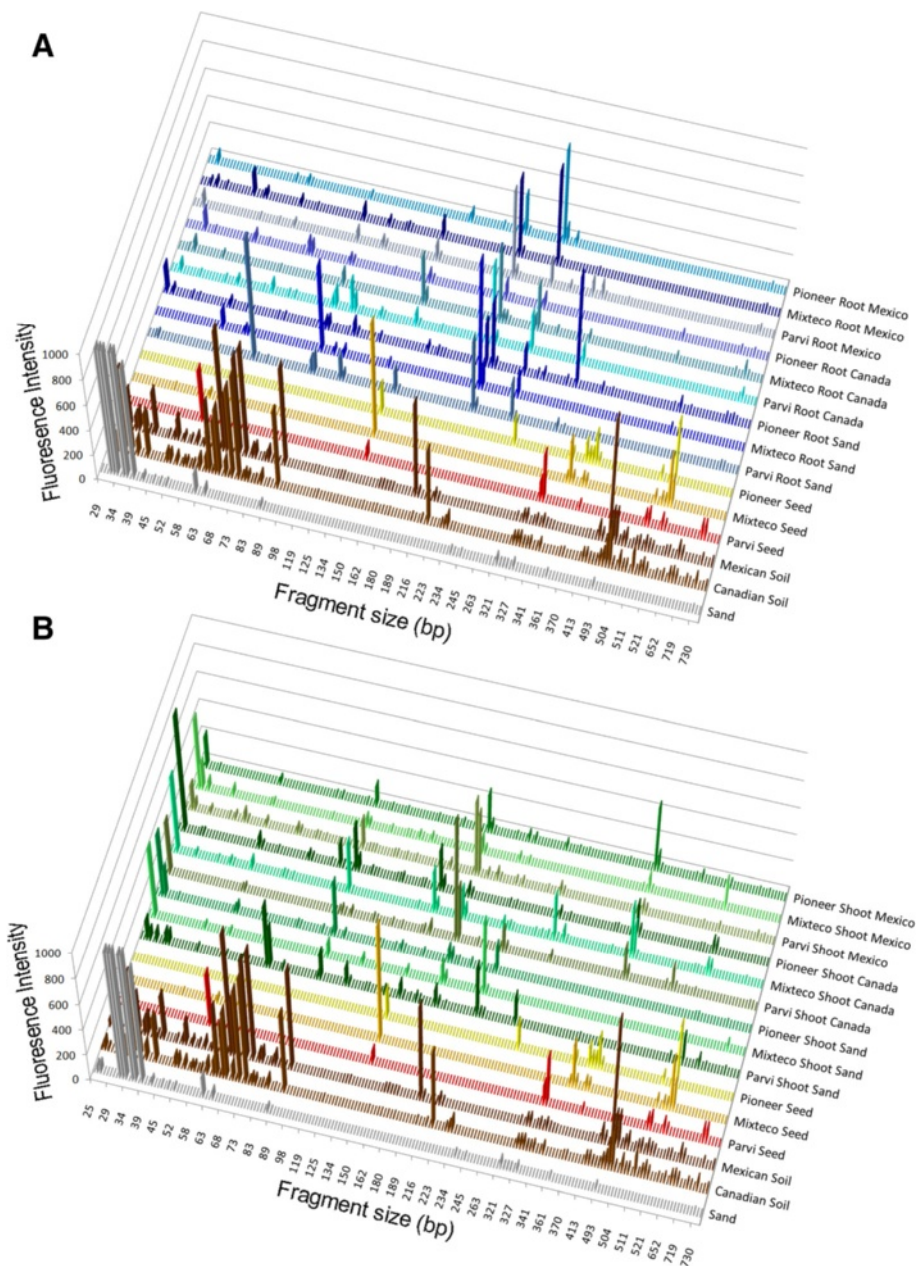 A
Fluoresence Intensity
1000
800
600
400
200
0
29
34
39
45
52
58
63
68
73
83
89
98
119
125
134
150
162
180
189
216
223
234
245
263
321
327
341
361
370
413
493
504
511
521
652
719
730
Fragment size (bp)
Pioneer Root Mexico
Mixteco Root Mexico
Parvi Root Mexico
Pioneer Root Canada
Mixteco Root Canada
Parvi Root Canada
Pioneer Root Sand
Mixteco Root Sand
Parvi Root Sand
Pioneer Seed
Mixteco Seed
Parvi Seed
Mexican Soil
Canadian Soil
Sand
B
Fluoresence Intensity
1000
800
600
400
200
0
25
29
34
39
45
52
58
63
68
73
83
89
98
119
125
134
150
162
180
189
216
223
234
245
263
321
327
341
361
370
413
493
504
511
521
652
719
730
Fragment size (bp)
Pioneer Shoot Mexico
Mixteco Shoot Mexico
Parvi Shoot Mexico
Pioneer Shoot Canada
Mixteco Shoot Canada
Parvi Shoot Canada
Pioneer Shoot Sand
Mixteco Shoot Sand
Parvi Shoot Sand
Pioneer Seed
Mixteco Seed
Parvi Seed
Mexican Soil
Canadian Soil
Sand